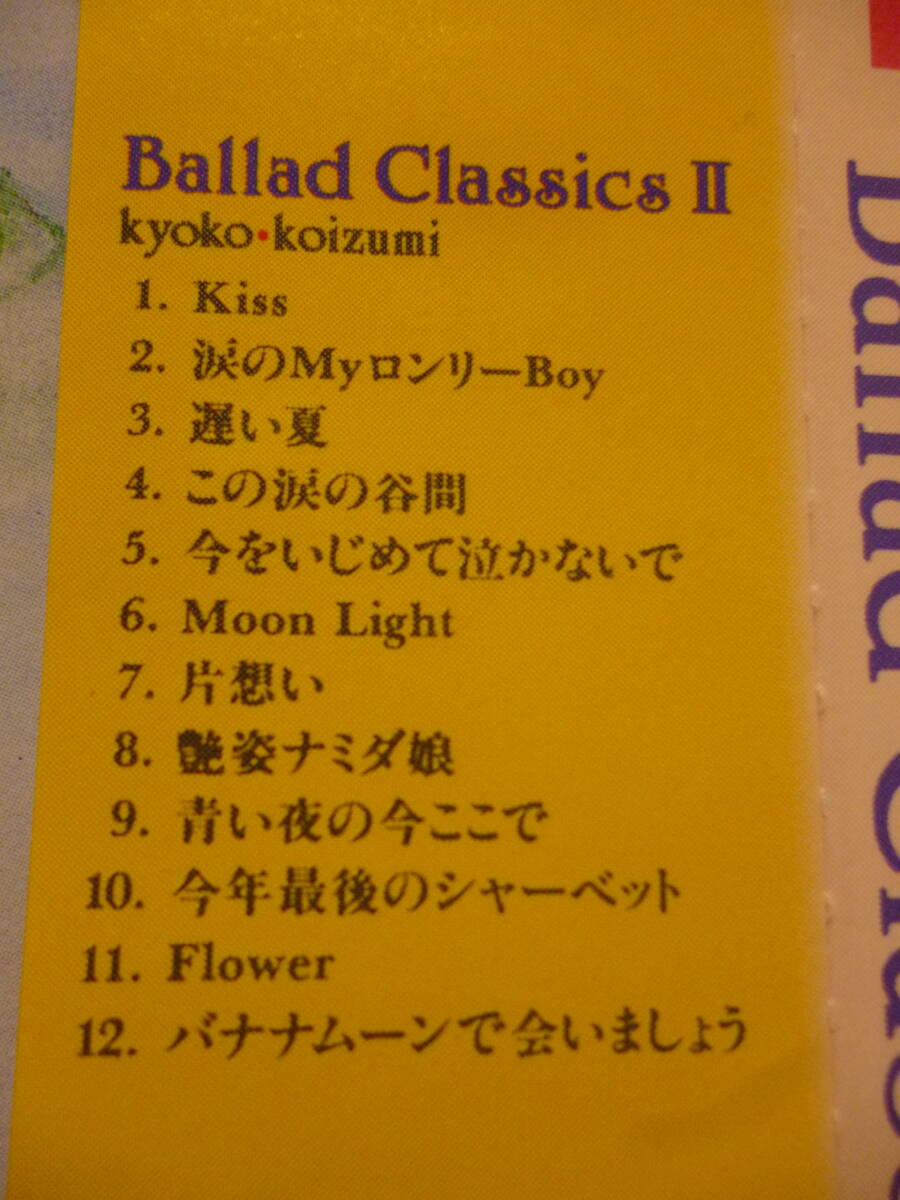 Ballad Classics II
kyoko・koizumi
1. Kiss
2. 涙のMyロンリーBoy
3. 遅い夏
4. この涙の谷間
5. 今をいじめて泣かないで
6. Moon Light
7. 片想い
8. 艶姿ナミダ娘
9. 青い夜の今ここで
10. 今年最後のシャーベット
11. Flower
12. バナナムーンで会いましょう
Ballad Class